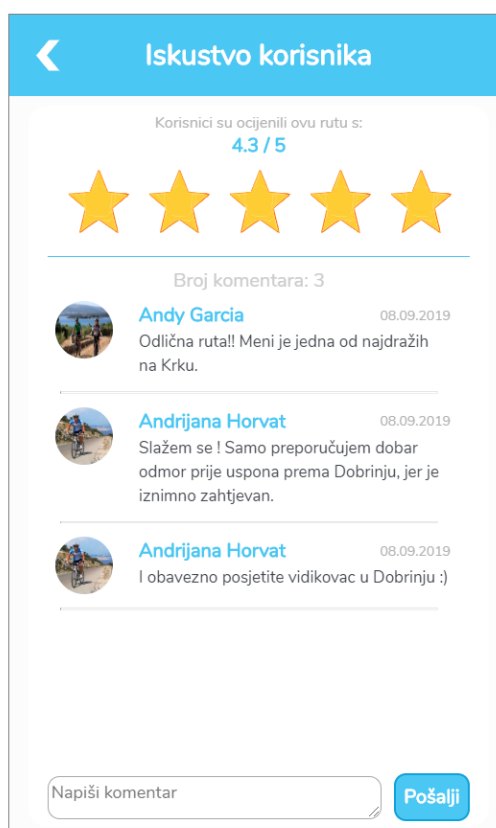 Iskustvo korisnika
Korisnici su ocijenili ovu rutu s:
4.3 / 5
Broj komentara: 3
Andy Garcia 08.09.2019
Odlična ruta!! Meni je jedna od najdražih
na Krku.
Andrijana Horvat 08.09.2019
Slažem se ! Samo preporučujem dobar
odmor prije uspona prema Dobrinju, jer je
iznimno zahtjevan.
Andrijana Horvat 08.09.2019
I obavezno posjetite vidikovac u Dobrinju :)
Napiši komentar Pošalji